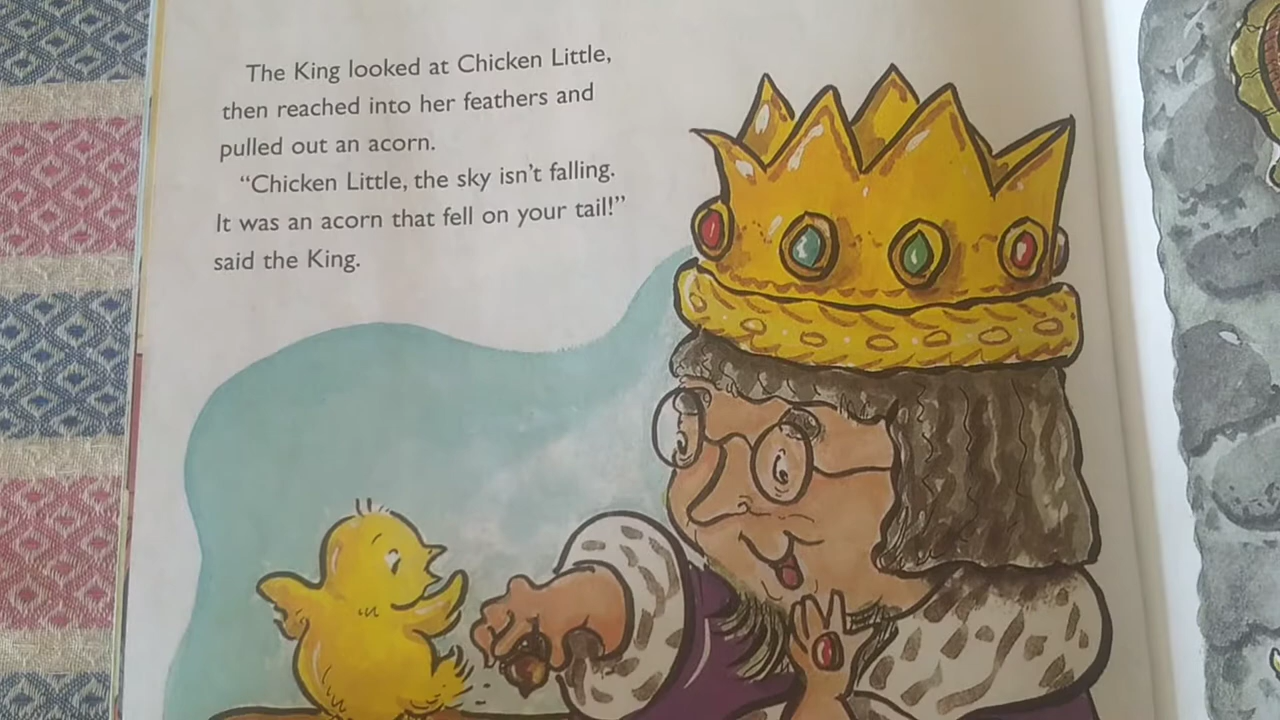 The King looked at Chicken Little,
then reached into her feathers and
pulled out an acorn.
“Chicken Little, the sky isn’t falling.
It was an acorn that fell on your tail!”
said the King.